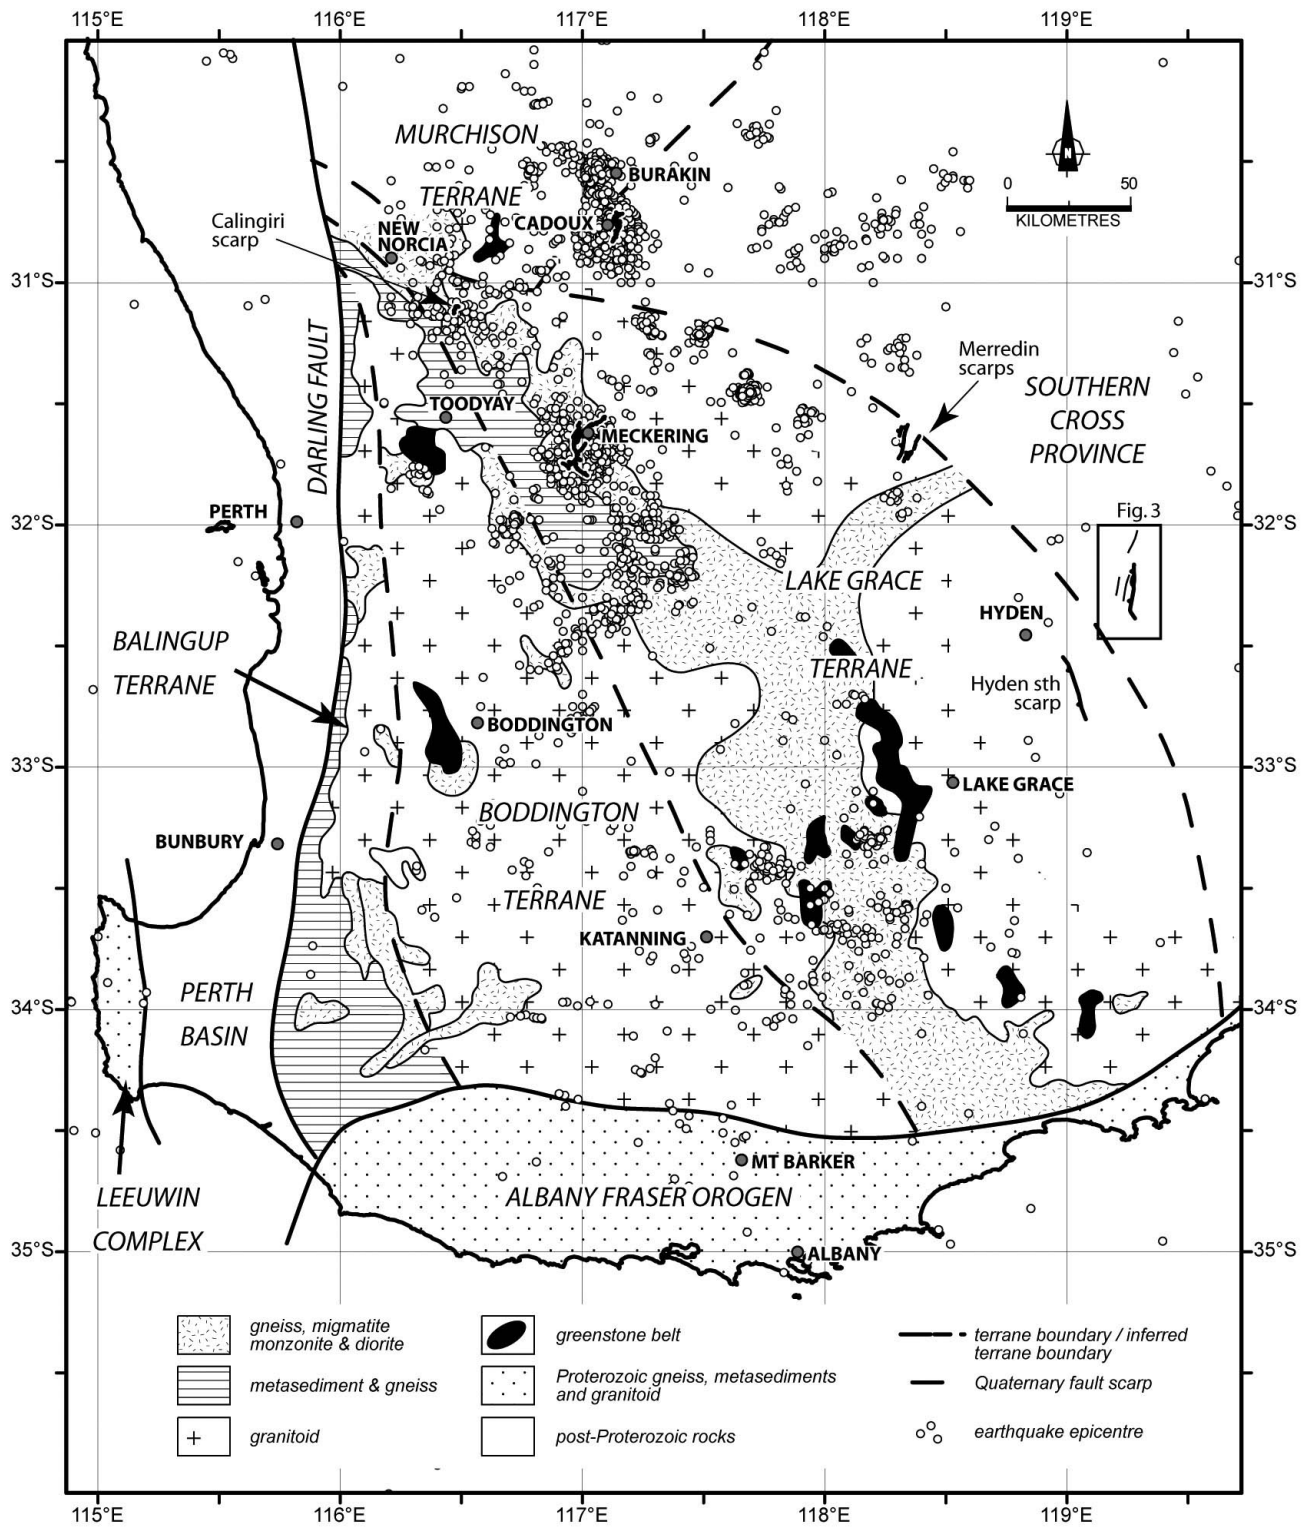 115°E
116°E
117°E
118°E
119°E
MURCHISON
TERRANE
BURAKIN
CADOUX
NEW
NORCIA
Calingiri
scarp
N
0
50
KILOMETRES
31°S
31°S
DARLING FAULT
Merredin
scarps
SOUTHERN
CROSS
PROVINCE
TOODYAY
MECKERING
PERTH
Fig.3
32°S
32°S
LAKE GRACE
TERRANE
HYDEN
BALINGUP
TERRANE
Hyden sth
scarp
BODDINGTON
33°S
33°S
LAKE GRACE
BODDINGTON
TERRANE
BUNBURY
KATANNING
PERTH
BASIN
34°S
34°S
MT BARKER
LEEUWIN
COMPLEX
ALBANY FRASER OROGEN
35°S
35°S
ALBANY
gneiss, migmatite
monzonite & diorite
metasediment & gneiss
granitoid
greenstone belt
Proterozoic gneiss, metasediments
and granitoid
post-Proterozoic rocks
terrane boundary / inferred
terrane boundary
Quaternary fault scarp
earthquake epicentre
115°E
116°E
117°E
118°E
119°E